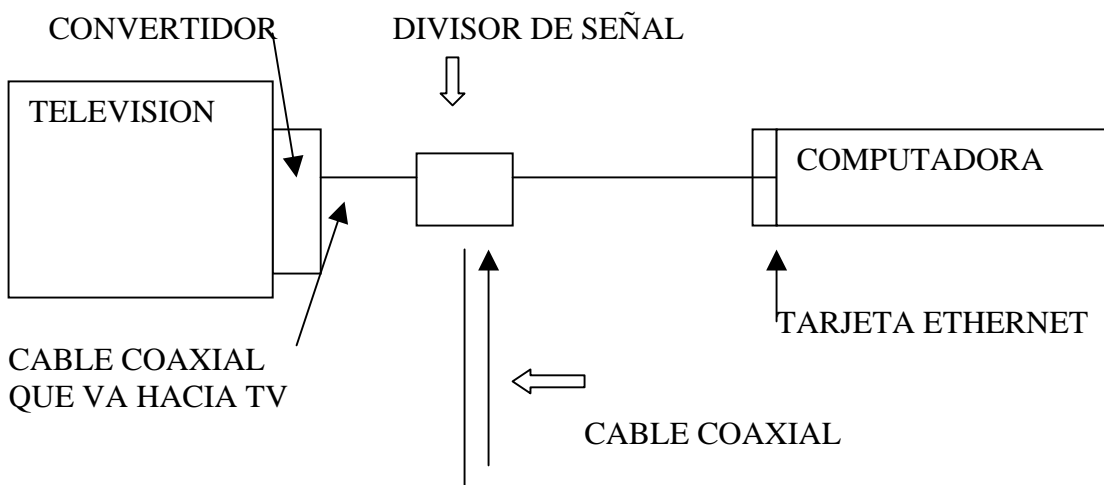 CONVERTIDOR
DIVISOR DE SEÑAL
TELEVISION
COMPUTADORA
TARJETA ETHERNET
CABLE COAXIAL
QUE VA HACIA TV
CABLE COAXIAL